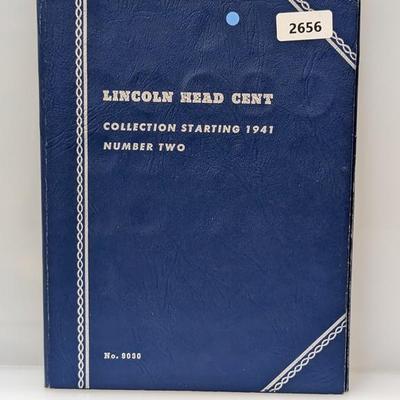 2656
LINCOLN HEAD CENT
COLLECTION STARTING 1941
NUMBER TWO
No. 9030